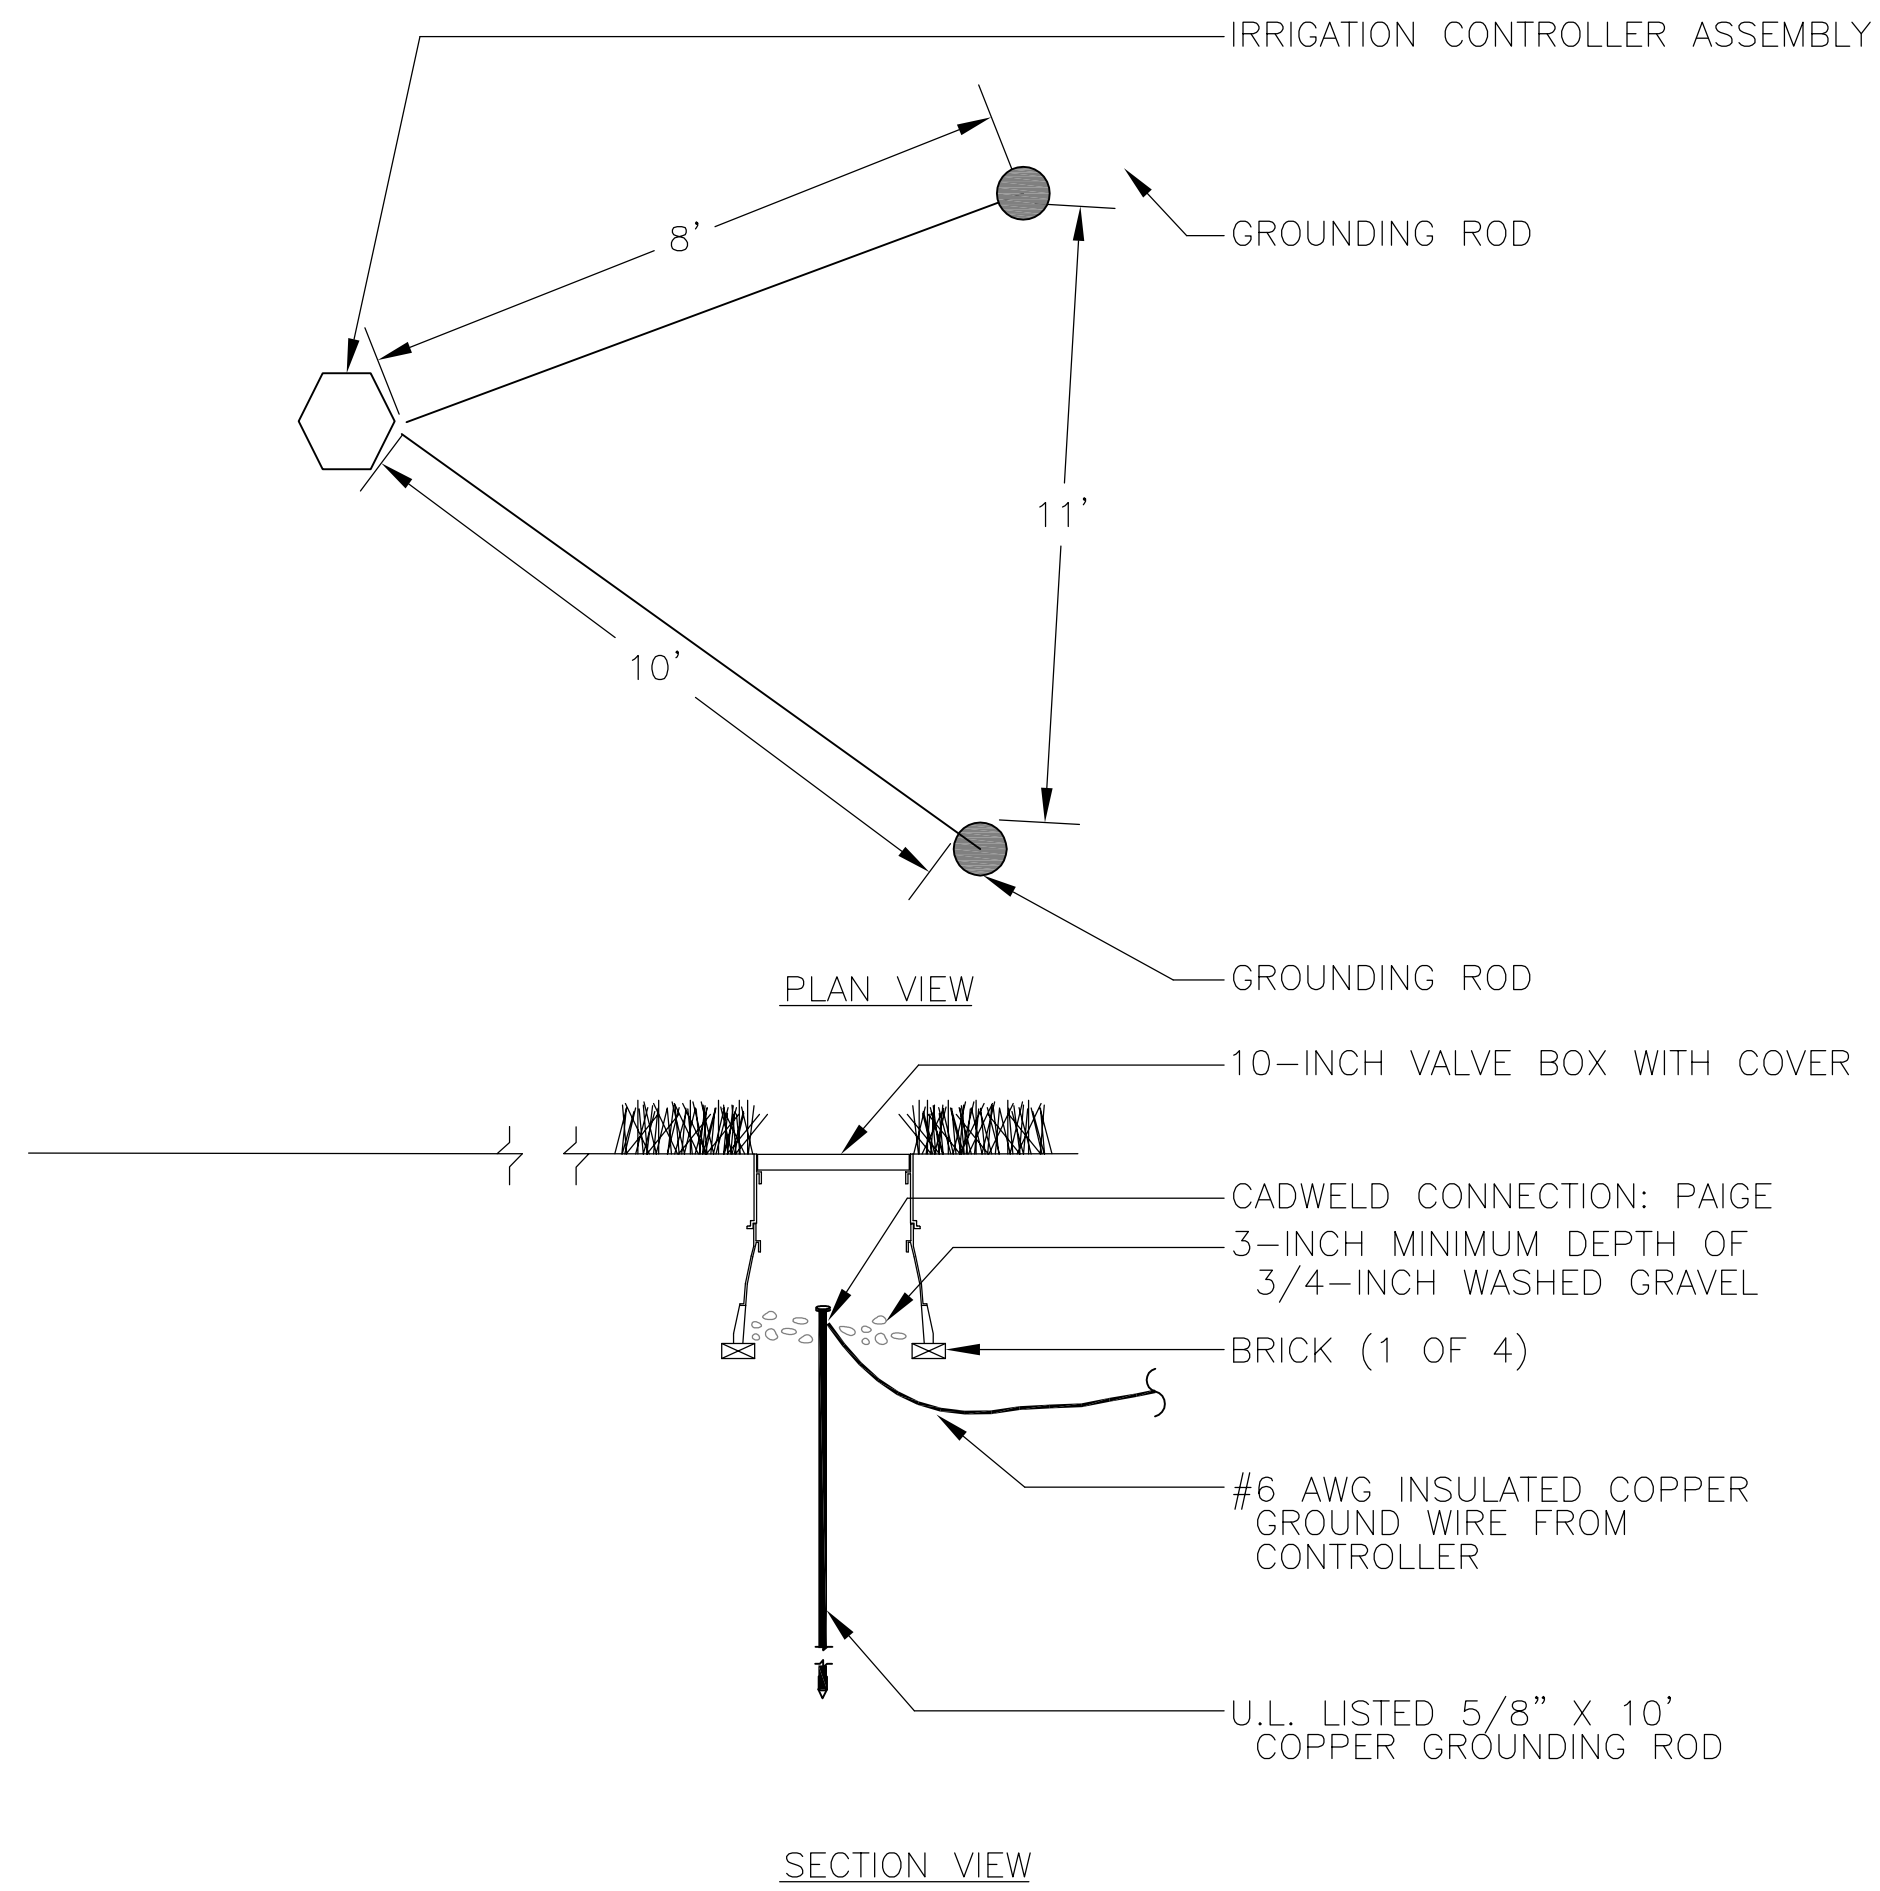 IRRIGATION CONTROLLER ASSEMBLY
8'
GROUNDING ROD
11'
10'
GROUNDING ROD
PLAN VIEW
10-INCH VALVE BOX WITH COVER
CADWELD CONNECTION: PAIGE
3-INCH MINIMUM DEPTH OF
3/4-INCH WASHED GRAVEL
BRICK (1 OF 4)
#6 AWG INSULATED COPPER
GROUND WIRE FROM
CONTROLLER
U.L. LISTED 5/8" X 10'
COPPER GROUNDING ROD
SECTION VIEW